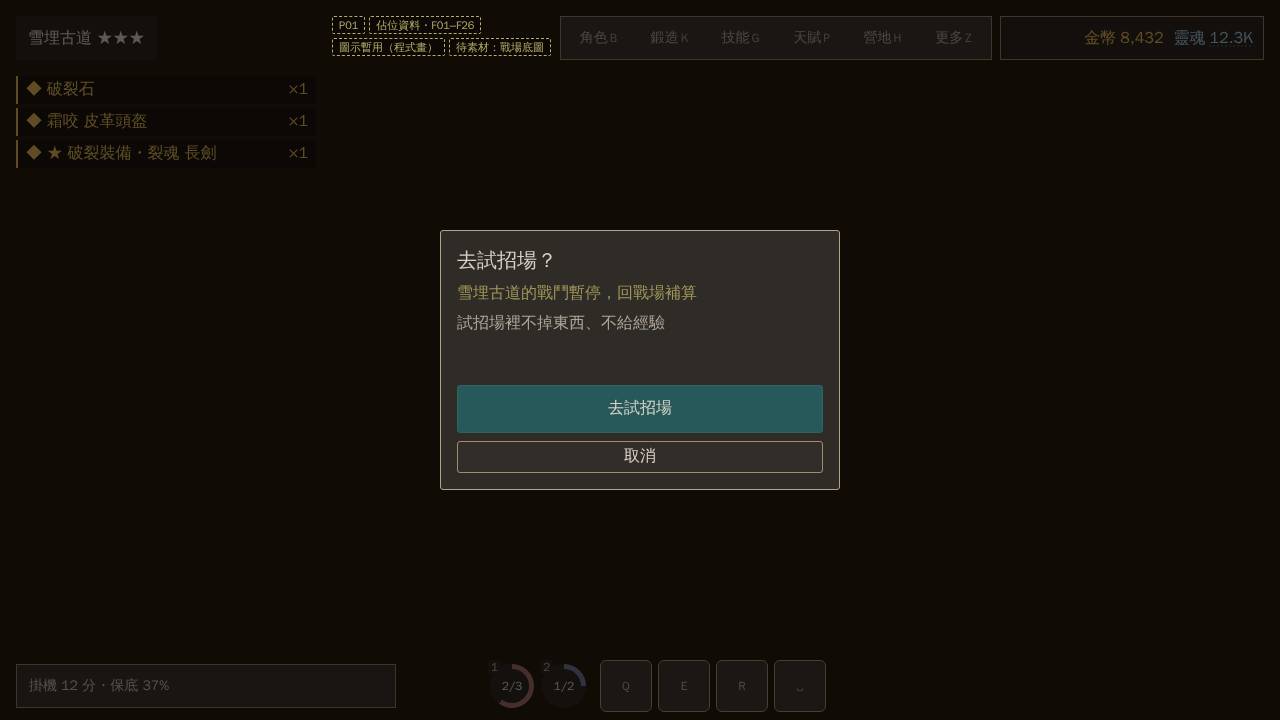 雪埋古道 ★★★
P01 佔位資料・F01—F26
圖示暫用（程式畫） 待素材：戰場底圖
角色B 鍛造K 技能G 天賦P 營地H 更多Z
金幣 8,432 靈魂 12.3K
◆ 破裂石 ×1
◆ 霜咬 皮革頭盔 ×1
◆ ★ 破裂裝備・裂魂 長劍 ×1
去試招場？
雪埋古道的戰鬥暫停，回戰場補算
試招場裡不掉東西、不給經驗
去試招場
取消
掛機 12 分・保底 37%
1 2/3 2 1/2 Q E R ⎵